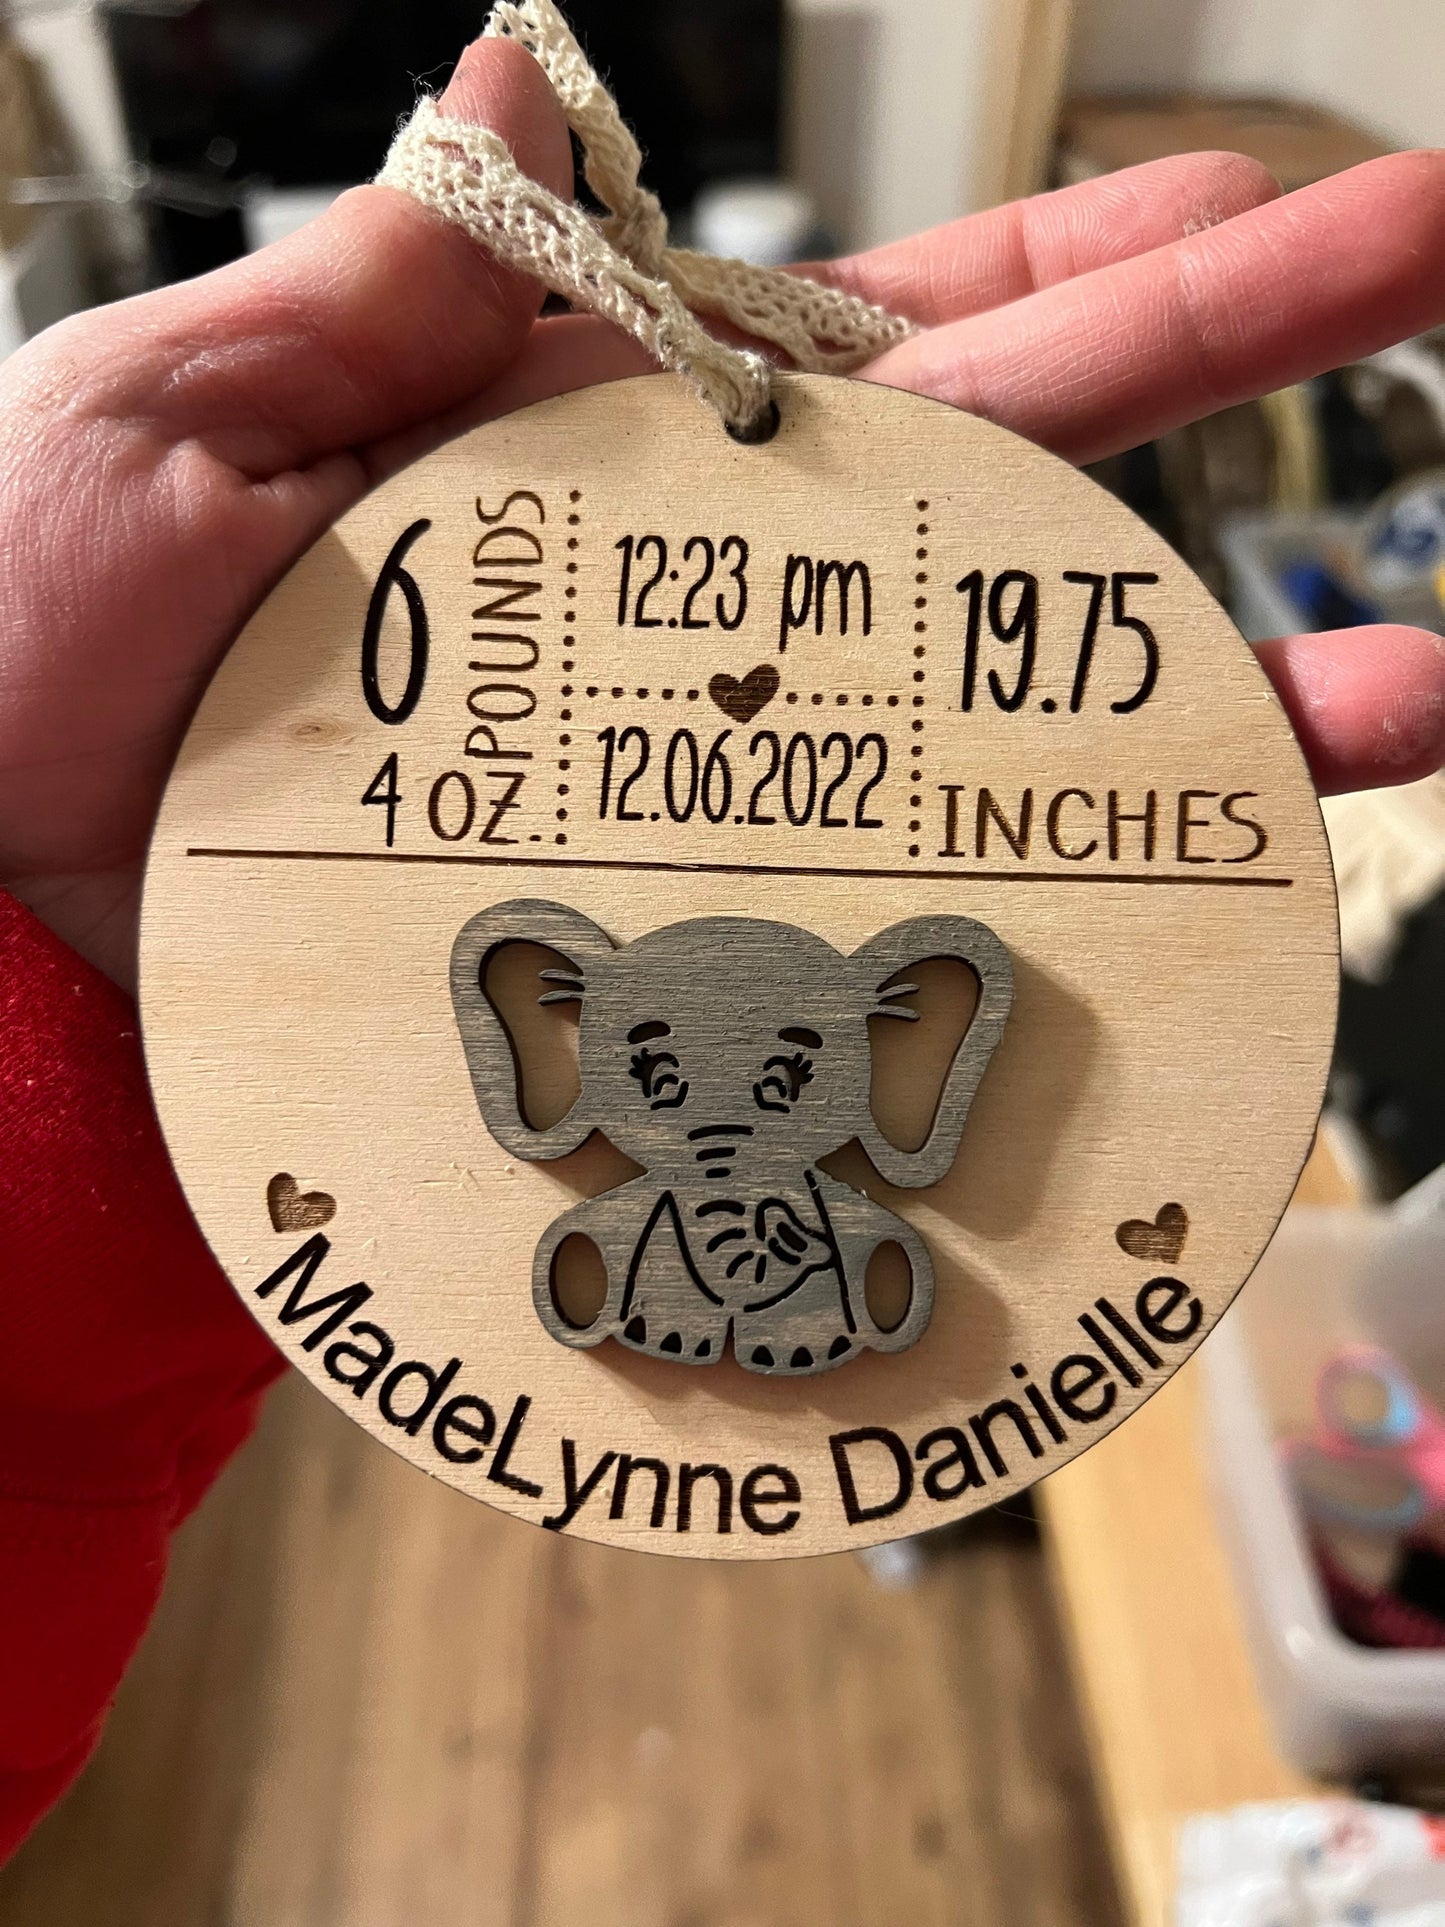 6 POUNDS
4 OZ.
12:23 pm
12.06.2022
19.75
INCHES
MadeLynne Danielle